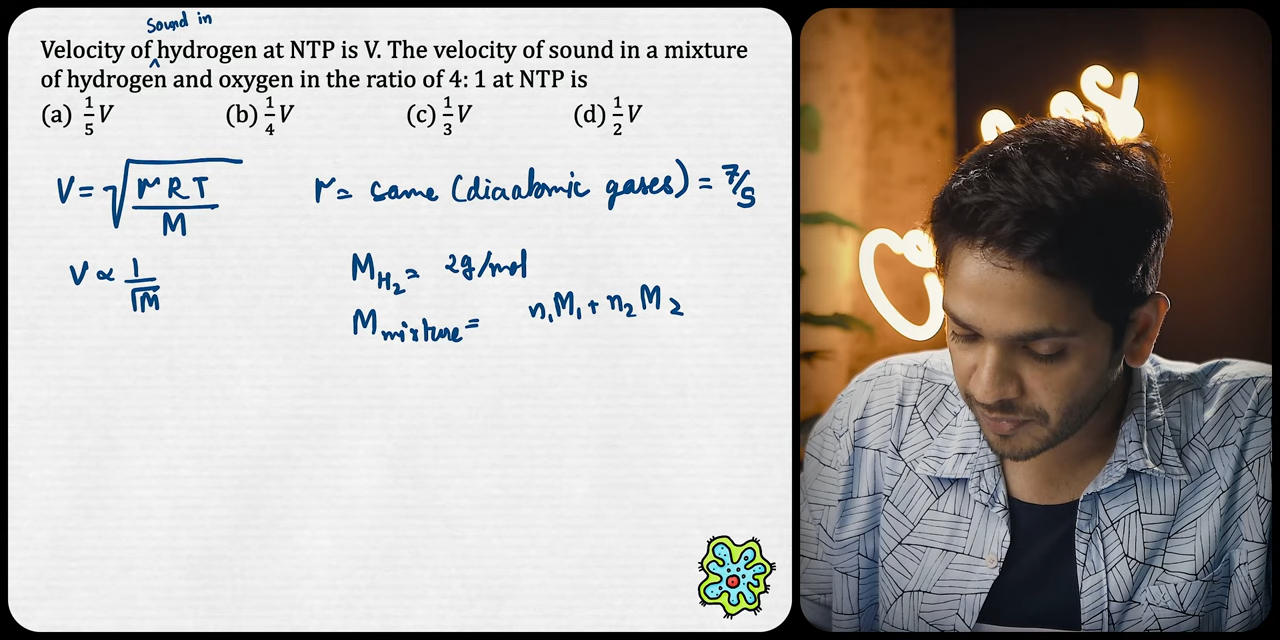 Sound in
Velocity of ^ hydrogen at NTP is V. The velocity of sound in a mixture
of hydrogen and oxygen in the ratio of 4: 1 at NTP is
(a) 1/5 V (b) 1/4 V (c) 1/3 V (d) 1/2 V
V = √(r R T / M) r = same (diatomic gases) = 7/5
V ∝ 1/√M M_H₂ = 2g/mol
M_mixture = n₁M₁ + n₂M₂